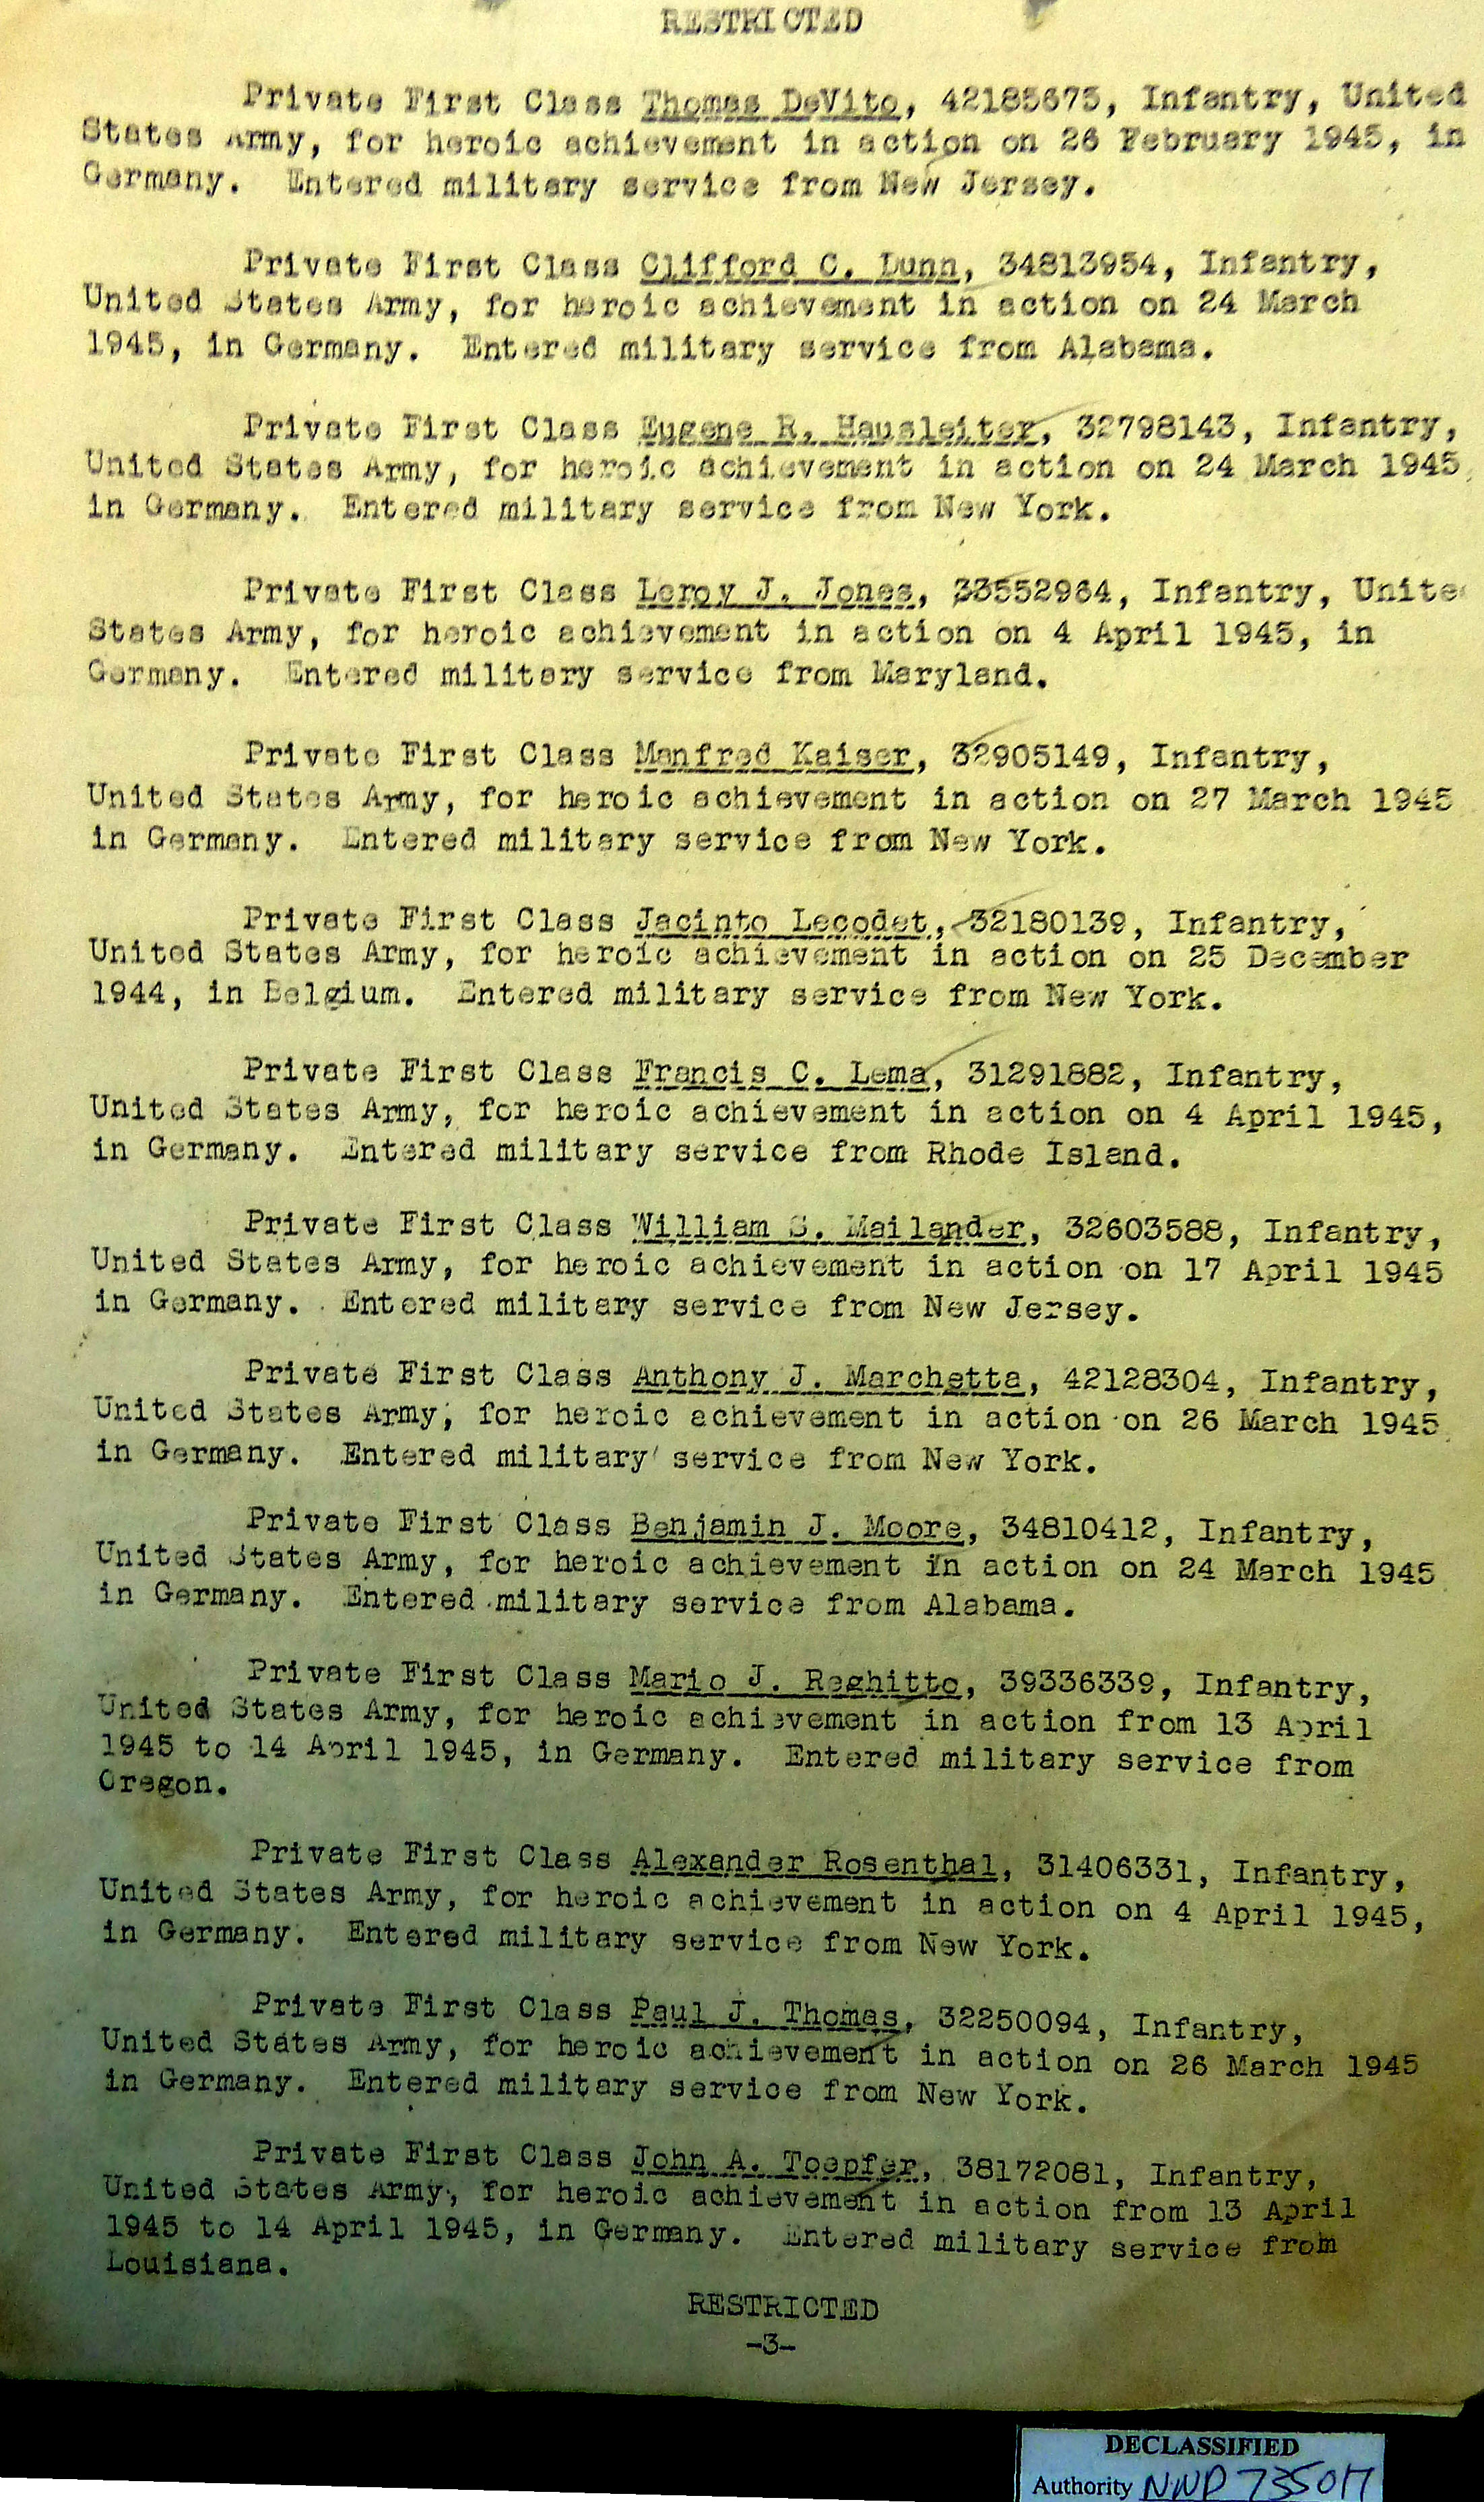 RESTRICTED
Private First Class Thomas DeVito, 42185675, Infantry, United
States Army, for heroic achievement in action on 26 February 1945, in
Germany. Entered military service from New Jersey.
Private First Class Clifford C. Dunn, 34813954, Infantry,
United States Army, for heroic achievement in action on 24 March
1945, in Germany. Entered military service from Alabama.
Private First Class Eugene R. Hausleiter, 32798143, Infantry,
United States Army, for heroic achievement in action on 24 March 1945,
in Germany. Entered military service from New York.
Private First Class Leroy J. Jones, 33552964, Infantry, United
States Army, for heroic achievement in action on 4 April 1945, in
Germany. Entered military service from Maryland.
Private First Class Manfred Kaiser, 32905149, Infantry,
United States Army, for heroic achievement in action on 27 March 1945
in Germany. Entered military service from New York.
Private First Class Jacinto Lecodet, 32180139, Infantry,
United States Army, for heroic achievement in action on 25 December
1944, in Belgium. Entered military service from New York.
Private First Class Francis C. Lema, 31291882, Infantry,
United States Army, for heroic achievement in action on 4 April 1945,
in Germany. Entered military service from Rhode Island.
Private First Class William S. Mailander, 32603588, Infantry,
United States Army, for heroic achievement in action on 17 April 1945
in Germany. Entered military service from New Jersey.
Private First Class Anthony J. Marchetta, 42128304, Infantry,
United States Army, for heroic achievement in action on 26 March 1945
in Germany. Entered military service from New York.
Private First Class Benjamin J. Moore, 34810412, Infantry,
United States Army, for heroic achievement in action on 24 March 1945
in Germany. Entered military service from Alabama.
Private First Class Mario J. Reghitto, 39336339, Infantry,
United States Army, for heroic achievement in action from 13 April
1945 to 14 April 1945, in Germany. Entered military service from
Oregon.
Private First Class Alexander Rosenthal, 31406331, Infantry,
United States Army, for heroic achievement in action on 4 April 1945,
in Germany. Entered military service from New York.
Private First Class Paul J. Thomas, 32250094, Infantry,
United States Army, for heroic achievement in action on 26 March 1945
in Germany. Entered military service from New York.
Private First Class John A. Toepfer, 38172081, Infantry,
United States Army, for heroic achievement in action from 13 April
1945 to 14 April 1945, in Germany. Entered military service from
Louisiana.
RESTRICTED
-3-
DECLASSIFIED
Authority NND 735017